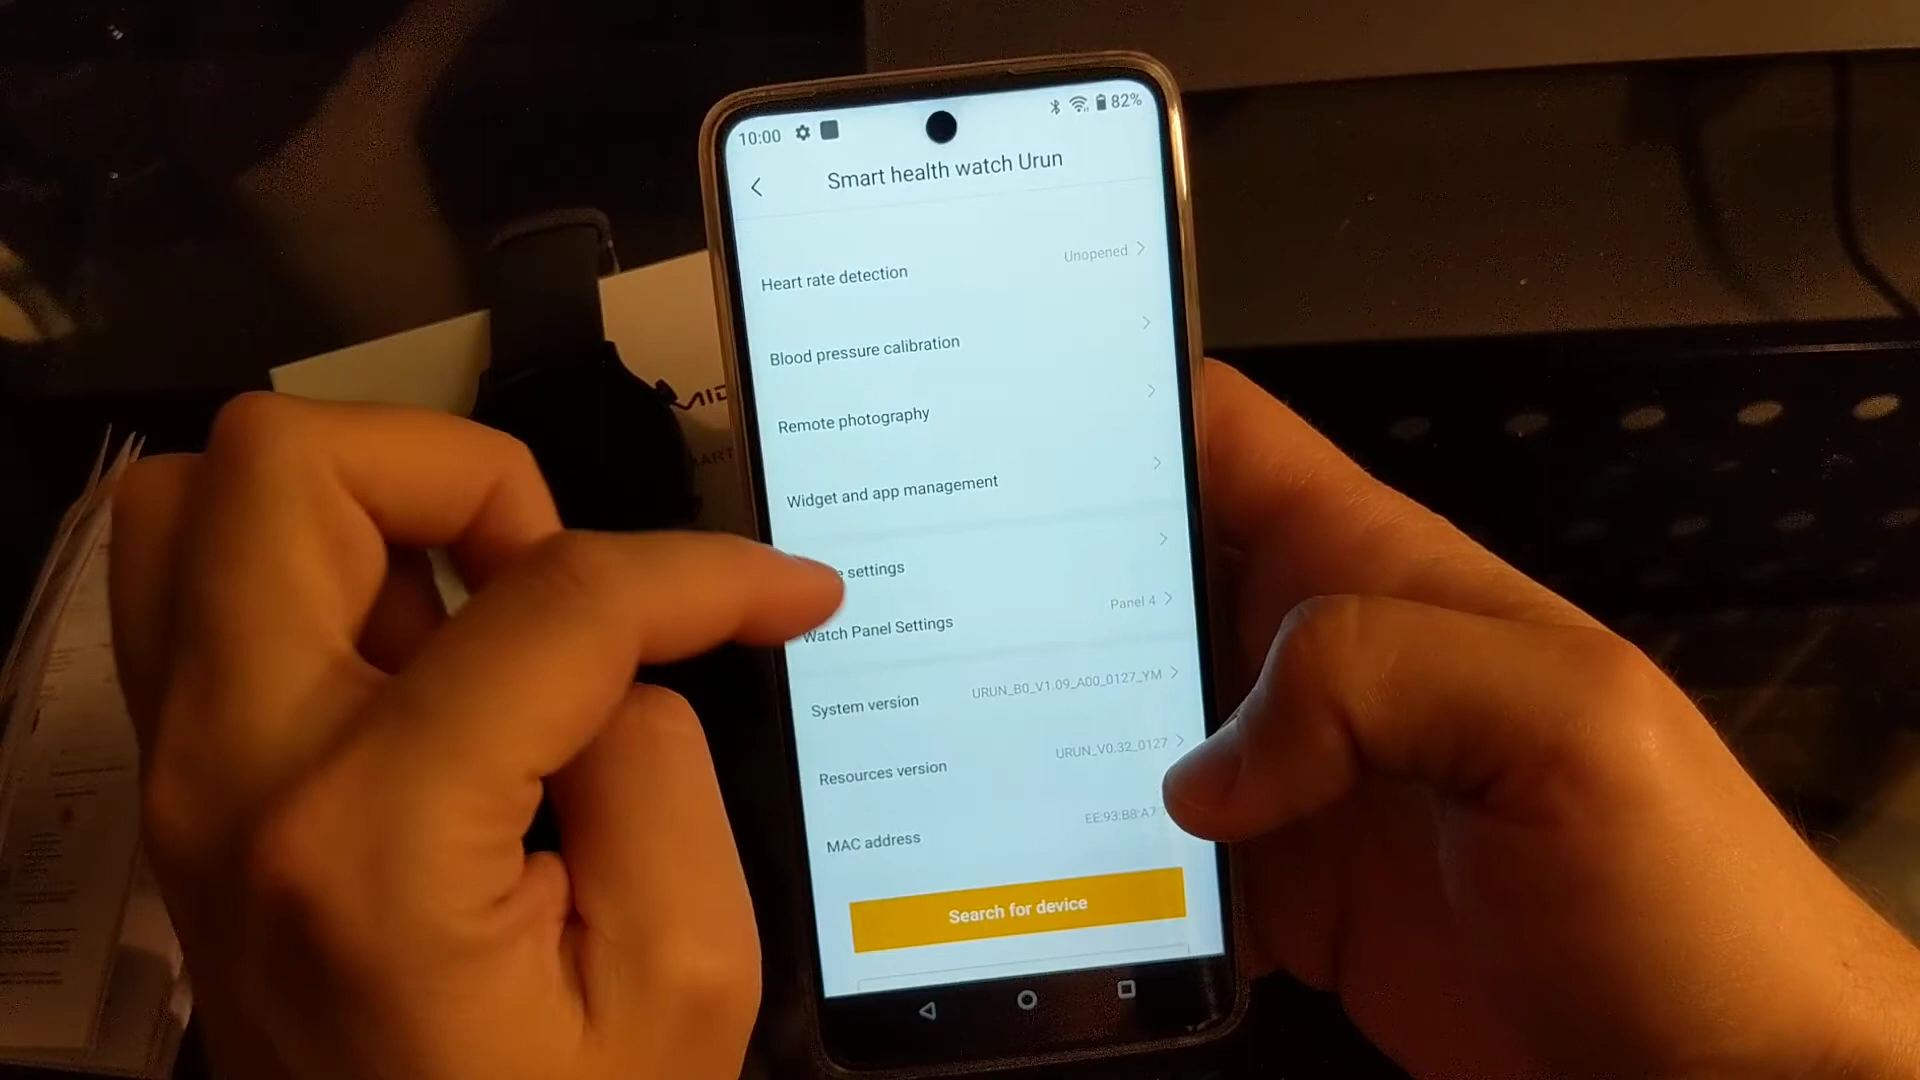 10:00
82%
Smart health watch Urun
Heart rate detection Unopened
Blood pressure calibration
Remote photography
Widget and app management
settings
Watch Panel Settings Panel 4
System version URUN_B0_V1.09_A00_0127_YM
Resources version URUN_V0.32_0127
MAC address EE:93:B8:A7
Search for device